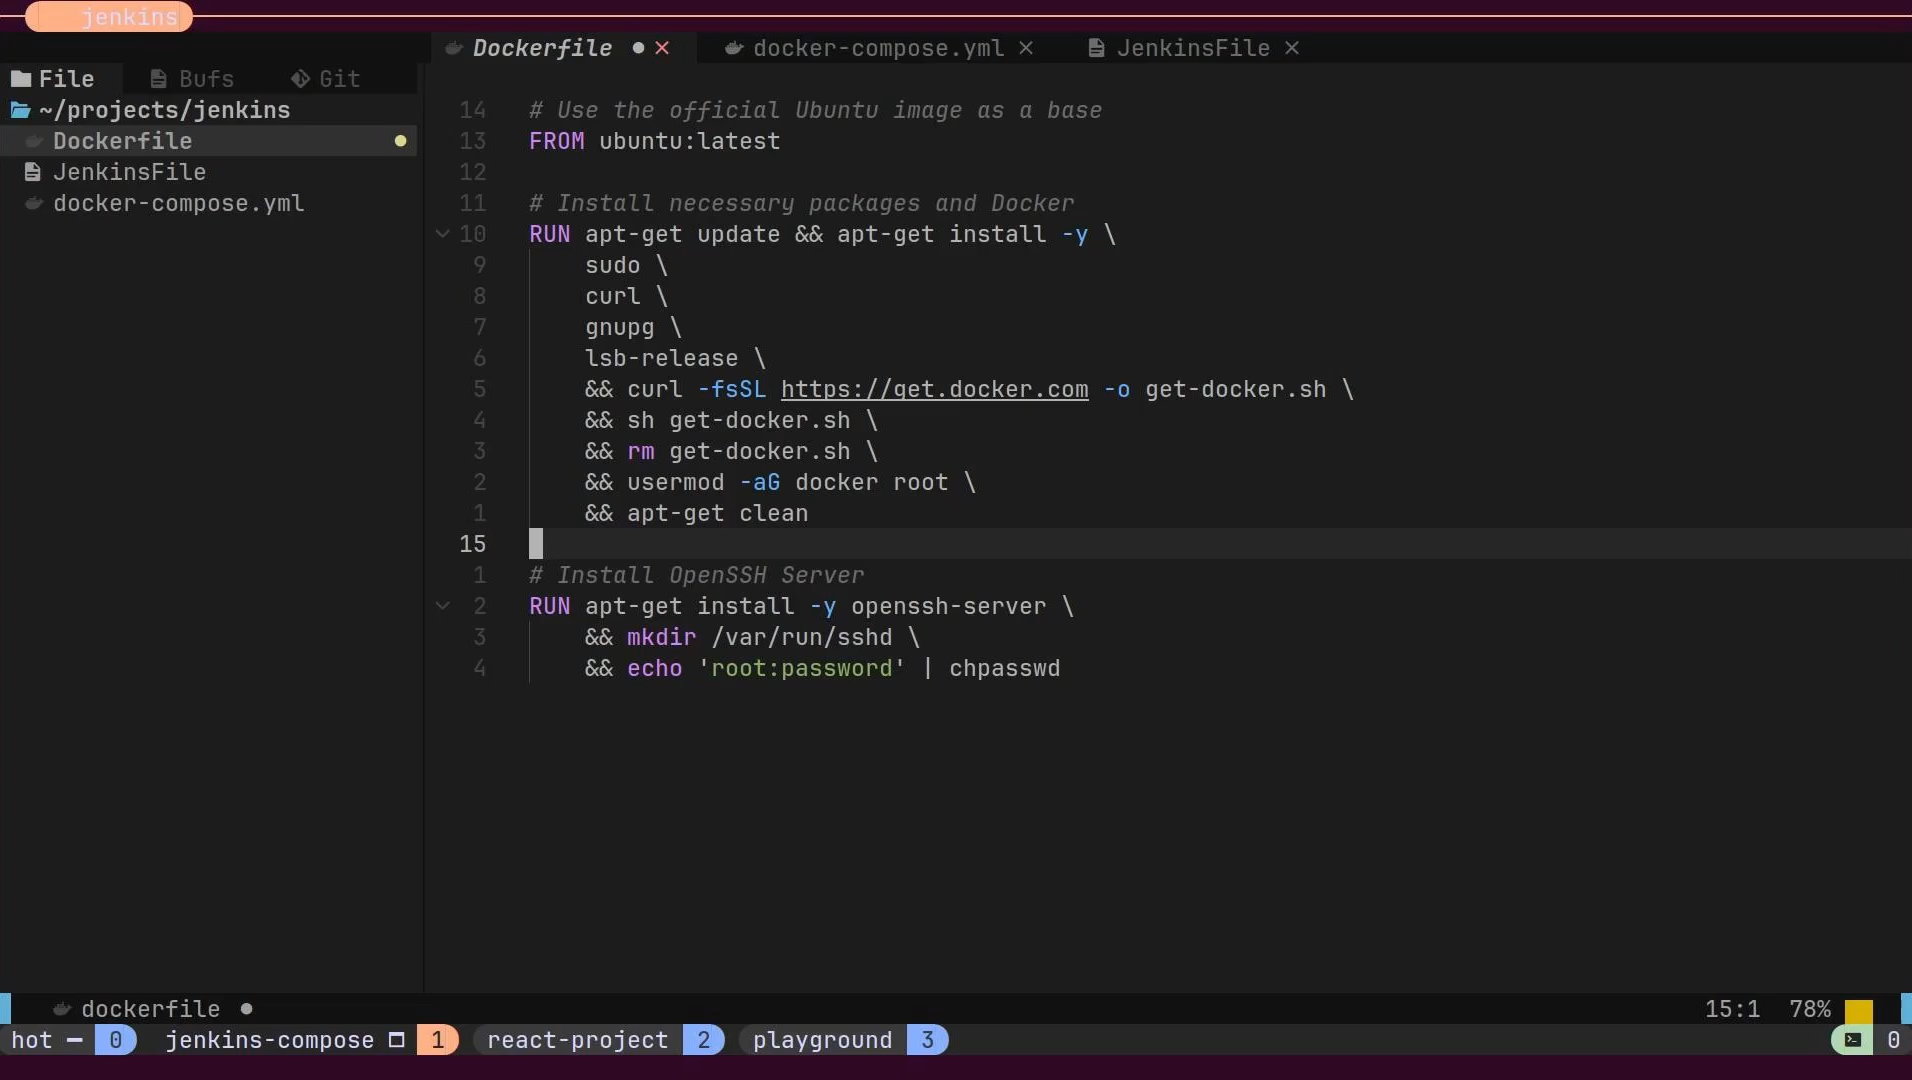 jenkins
Dockerfile ● × docker-compose.yml × JenkinsFile ×
File Bufs Git
~/projects/jenkins
Dockerfile
JenkinsFile
docker-compose.yml
14 # Use the official Ubuntu image as a base
13 FROM ubuntu:latest
12
11 # Install necessary packages and Docker
10 RUN apt-get update && apt-get install -y \
9 sudo \
8 curl \
7 gnupg \
6 lsb-release \
5 && curl -fsSL https://get.docker.com -o get-docker.sh \
4 && sh get-docker.sh \
3 && rm get-docker.sh \
2 && usermod -aG docker root \
1 && apt-get clean
15
1 # Install OpenSSH Server
2 RUN apt-get install -y openssh-server \
3 && mkdir /var/run/sshd \
4 && echo 'root:password' | chpasswd
dockerfile ● 15:1 78%
hot – 0 jenkins-compose 1 react-project 2 playground 3 0